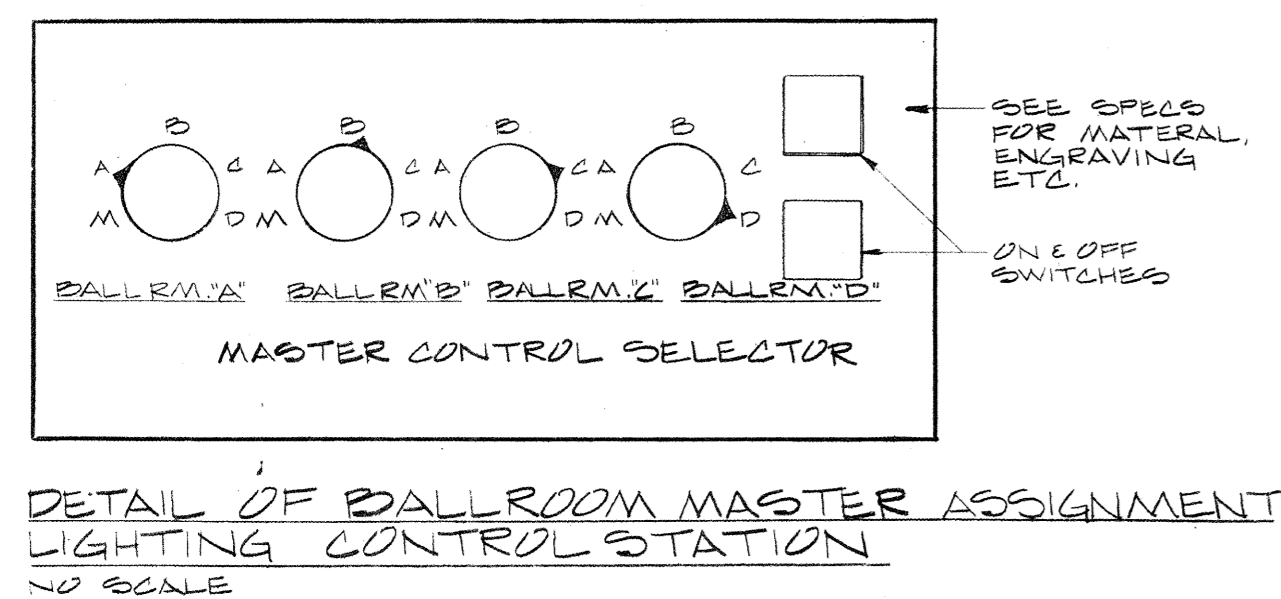 B B B B
A C A C A C A C
M D M D M D M D
BALLRM."A" BALLRM"B" BALLRM."C" BALLRM."D"
MASTER CONTROL SELECTOR
SEE SPECS
FOR MATERAL,
ENGRAVING
ETC.
ON & OFF
SWITCHES
DETAIL OF BALLROOM MASTER ASSIGNMENT
LIGHTING CONTROL STATION
NO SCALE